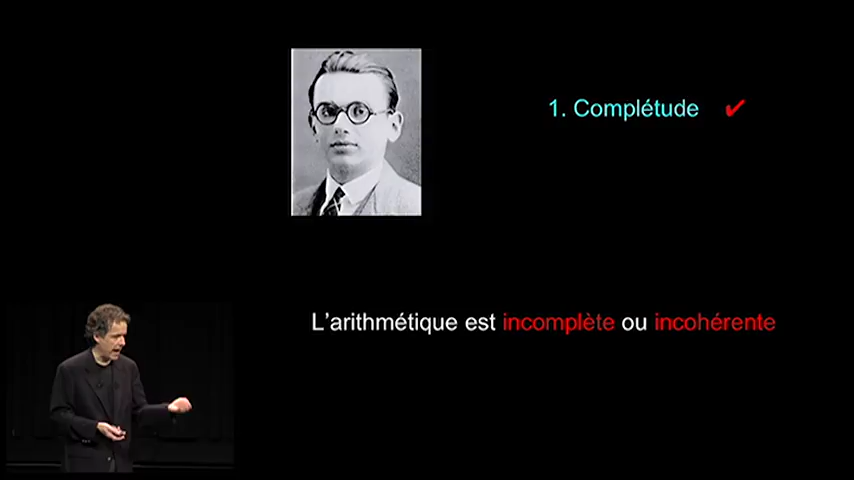 1. Complétude ✔
L'arithmétique est incomplète ou incohérente